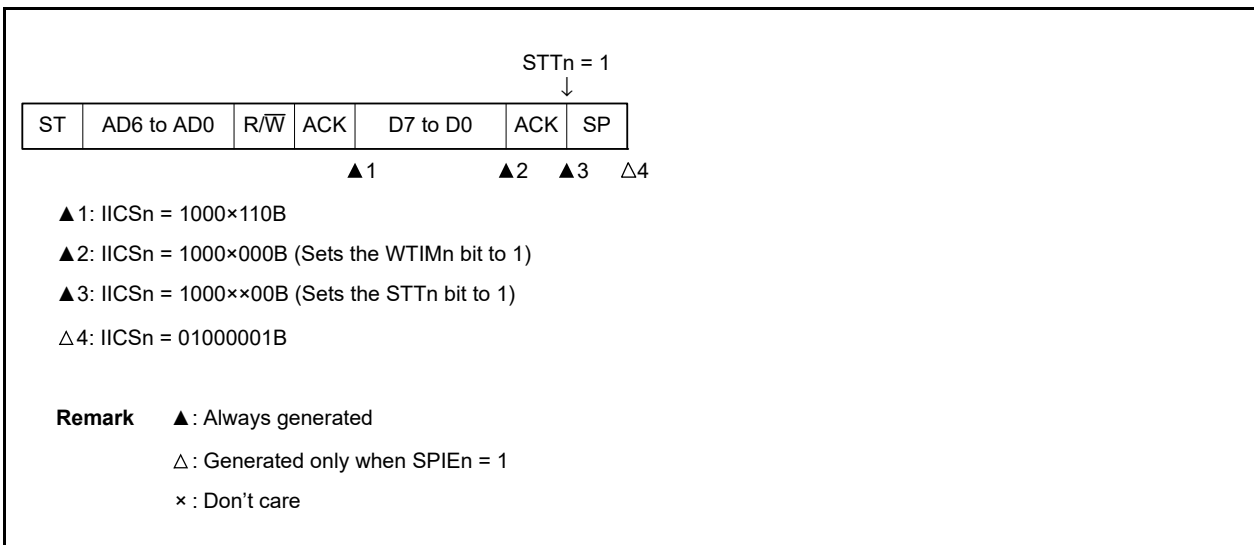 STTn = 1
↓
ST AD6 to AD0 R/W̅ ACK D7 to D0 ACK SP
▲1 ▲2 ▲3 △4
▲1: IICSn = 1000×110B
▲2: IICSn = 1000×000B (Sets the WTIMn bit to 1)
▲3: IICSn = 1000××00B (Sets the STTn bit to 1)
△4: IICSn = 01000001B
Remark ▲: Always generated
△: Generated only when SPIEn = 1
×: Don't care